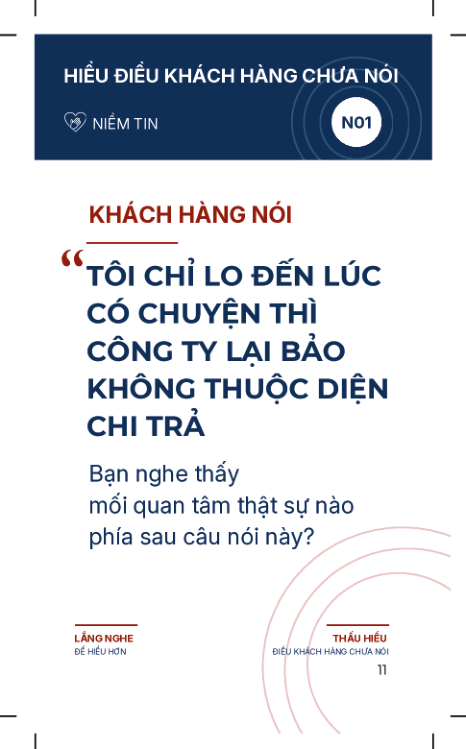 HIỂU ĐIỀU KHÁCH HÀNG CHƯA NÓI
NIỀM TIN
N01
KHÁCH HÀNG NÓI
“TÔI CHỈ LO ĐẾN LÚC
CÓ CHUYỆN THÌ
CÔNG TY LẠI BẢO
KHÔNG THUỘC DIỆN
CHI TRẢ
Bạn nghe thấy
mối quan tâm thật sự nào
phía sau câu nói này?
LẮNG NGHE
ĐỂ HIỂU HƠN
THẤU HIỂU
ĐIỀU KHÁCH HÀNG CHƯA NÓI
11